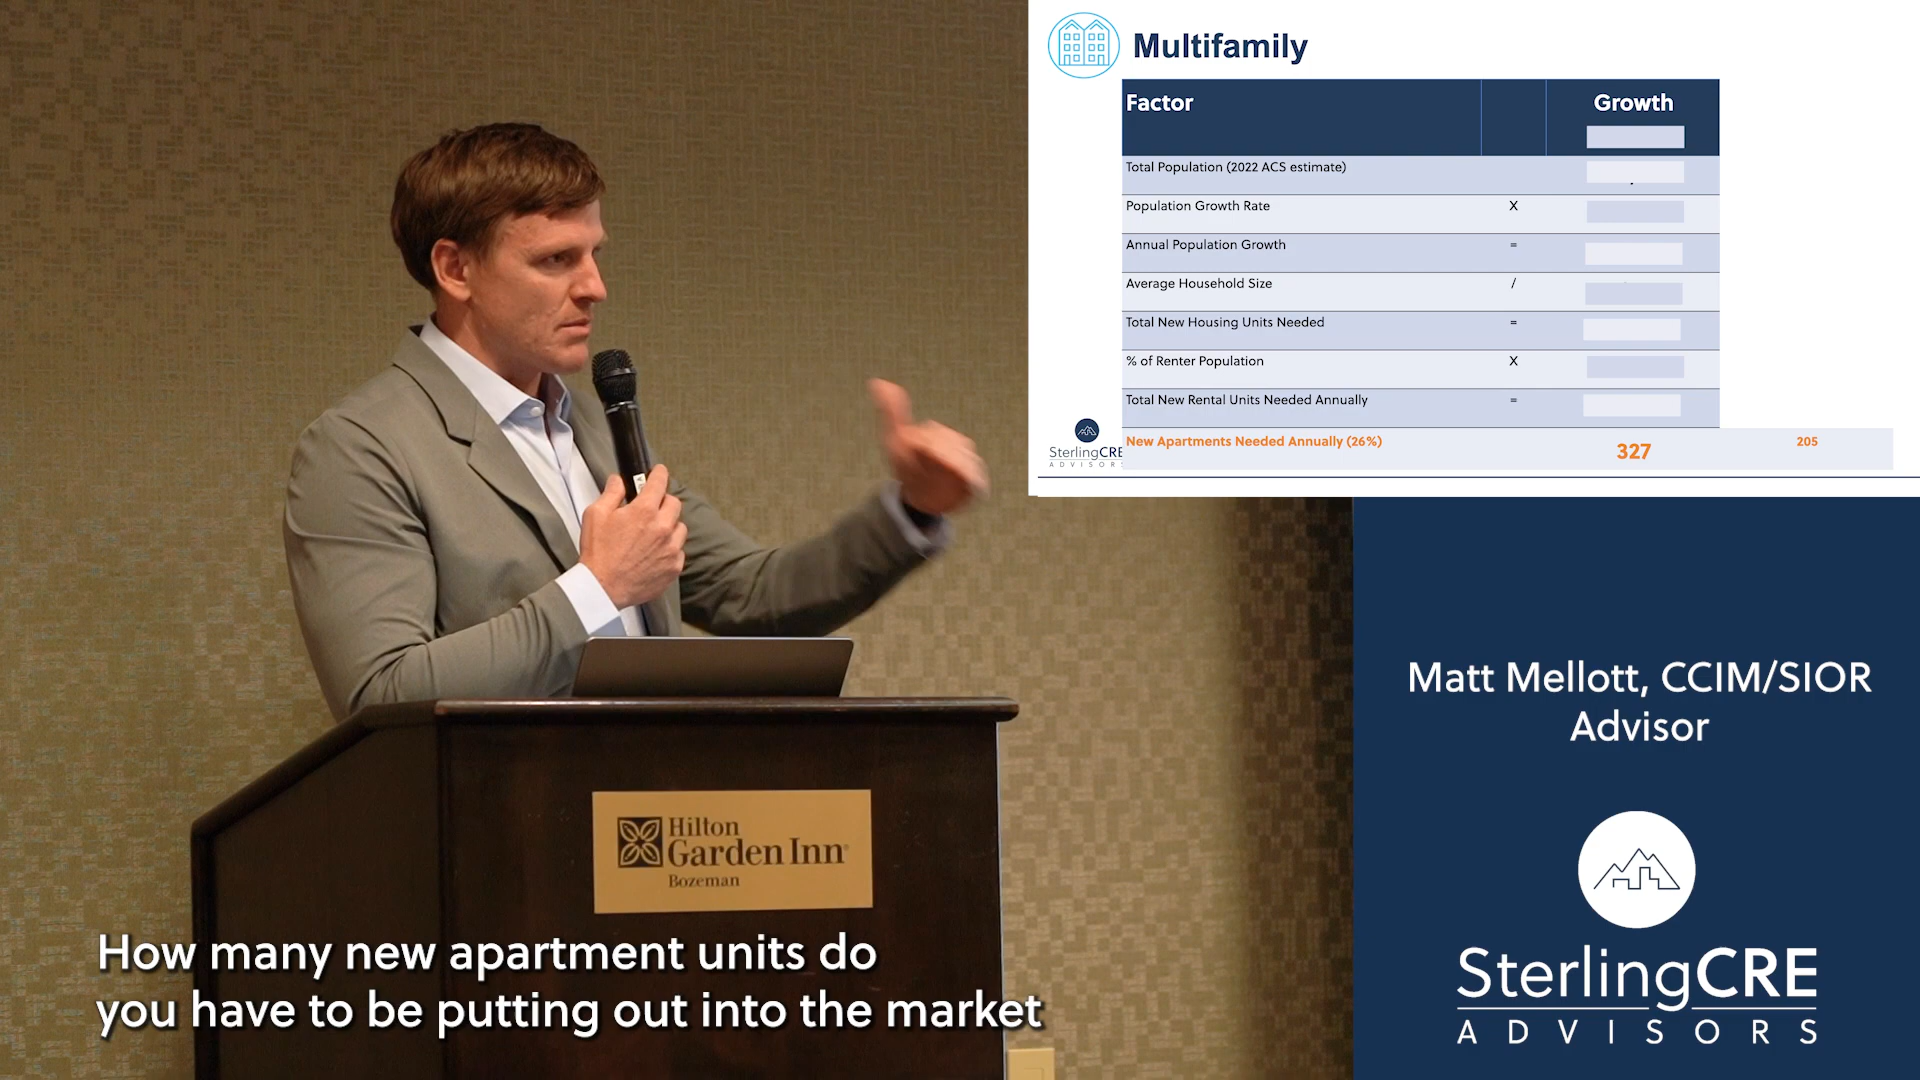 Multifamily
Factor Growth
Total Population (2022 ACS estimate)
Population Growth Rate X
Annual Population Growth =
Average Household Size /
Total New Housing Units Needed =
% of Renter Population X
Total New Rental Units Needed Annually =
New Apartments Needed Annually (26%) 327 205
SterlingCRE
ADVISORS
Matt Mellott, CCIM/SIOR
Advisor
Hilton
Garden Inn
Bozeman
How many new apartment units do
you have to be putting out into the market
SterlingCRE
ADVISORS